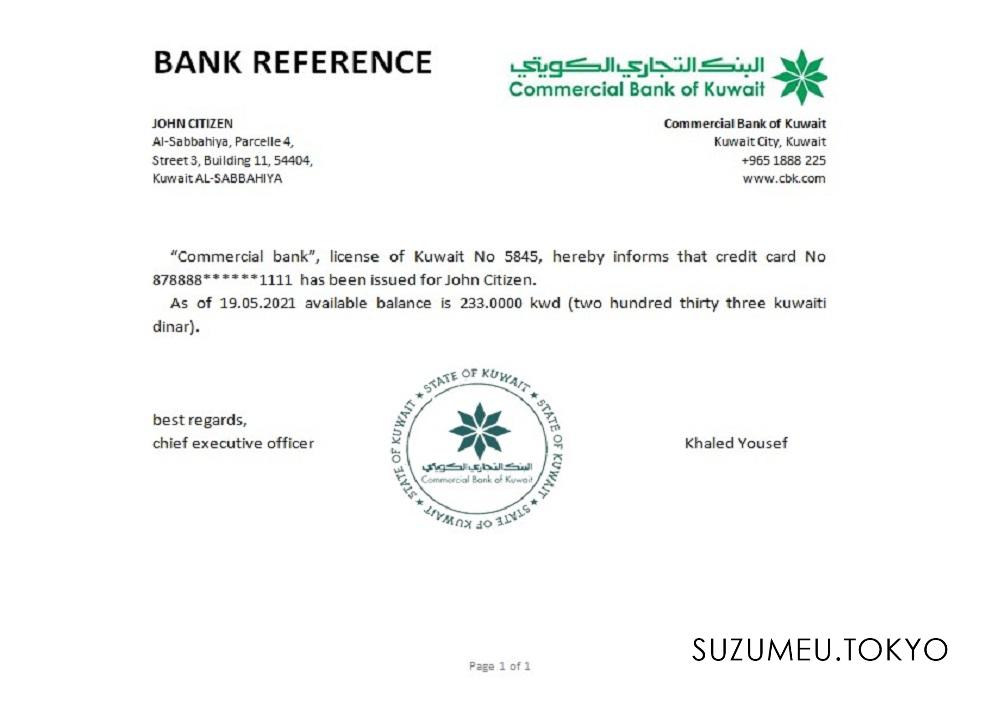 BANK REFERENCE
البنك التجاري الكويتي
Commercial Bank of Kuwait
JOHN CITIZEN
Al-Sabbahiya, Parcelle 4,
Street 3, Building 11, 54404,
Kuwait AL-SABBAHIYA
Commercial Bank of Kuwait
Kuwait City, Kuwait
+965 1888 225
www.cbk.com
“Commercial bank”, license of Kuwait No 5845, hereby informs that credit card No
878888******1111 has been issued for John Citizen.
As of 19.05.2021 available balance is 233.0000 kwd (two hundred thirty three kuwaiti
dinar).
best regards,
chief executive officer
STATE OF KUWAIT ★ STATE OF KUWAIT ★ STATE OF KUWAIT ★ STATE OF KUWAIT ★
البنك التجاري الكويتي
Commercial Bank of Kuwait
Khaled Yousef
SUZUMEU.TOKYO
Page 1 of 1